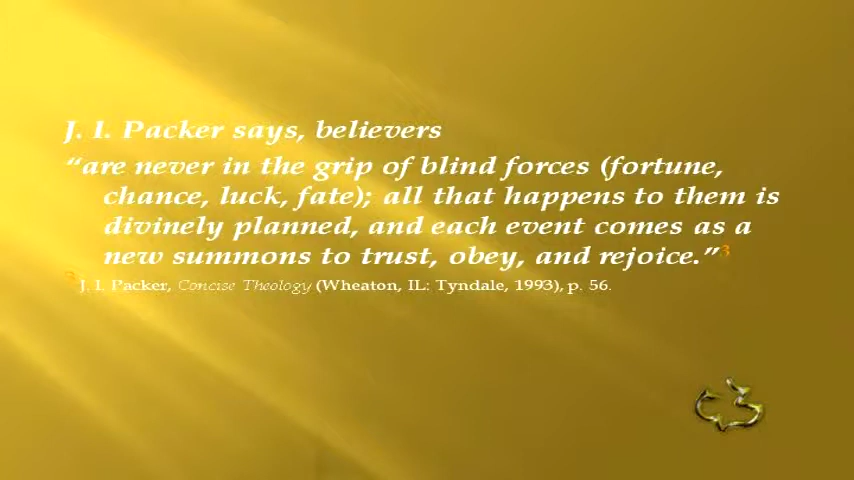 J. I. Packer says, believers
“are never in the grip of blind forces (fortune,
chance, luck, fate); all that happens to them is
divinely planned, and each event comes as a
new summons to trust, obey, and rejoice.”3
3 J. I. Packer, Concise Theology (Wheaton, IL: Tyndale, 1993), p. 56.